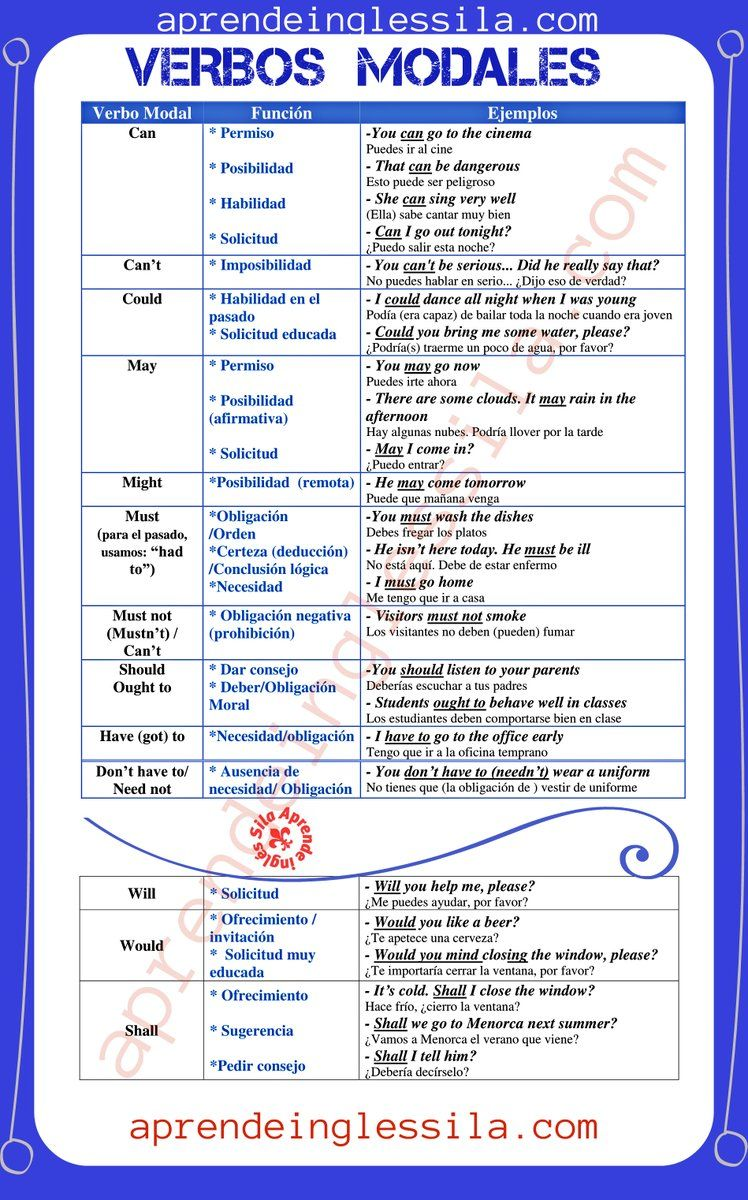 aprendeinglessila.com
VERBOS MODALES
Verbo Modal Función Ejemplos
Can
* Permiso
-You can go to the cinema
Puedes ir al cine
* Posibilidad
- That can be dangerous
Esto puede ser peligroso
* Habilidad
- She can sing very well
(Ella) sabe cantar muy bien
* Solicitud
- Can I go out tonight?
¿Puedo salir esta noche?
Can't
* Imposibilidad
- You can't be serious... Did he really say that?
No puedes hablar en serio... ¿Dijo eso de verdad?
Could
* Habilidad en el
pasado
* Solicitud educada
- I could dance all night when I was young
Podía (era capaz) de bailar toda la noche cuando era joven
- Could you bring me some water, please?
¿Podría(s) traerme un poco de agua, por favor?
May
* Permiso
- You may go now
Puedes irte ahora
* Posibilidad
(afirmativa)
- There are some clouds. It may rain in the
afternoon
Hay algunas nubes. Podría llover por la tarde
* Solicitud
- May I come in?
¿Puedo entrar?
Might
*Posibilidad (remota)
- He may come tomorrow
Puede que mañana venga
Must
(para el pasado,
usamos: “had
to”)
*Obligación
/Orden
*Certeza (deducción)
/Conclusión lógica
*Necesidad
-You must wash the dishes
Debes fregar los platos
- He isn't here today. He must be ill
No está aquí. Debe de estar enfermo
- I must go home
Me tengo que ir a casa
Must not
(Mustn't) /
Can't
* Obligación negativa
(prohibición)
- Visitors must not smoke
Los visitantes no deben (pueden) fumar
Should
Ought to
* Dar consejo
* Deber/Obligación
Moral
-You should listen to your parents
Deberías escuchar a tus padres
- Students ought to behave well in classes
Los estudiantes deben comportarse bien en clase
Have (got) to
*Necesidad/obligación
- I have to go to the office early
Tengo que ir a la oficina temprano
Don't have to/
Need not
* Ausencia de
necesidad/ Obligación
- You don't have to (needn't) wear a uniform
No tienes que (la obligación de ) vestir de uniforme
Sila Aprende inglés
Will
* Solicitud
- Will you help me, please?
¿Me puedes ayudar, por favor?
Would
* Ofrecimiento /
invitación
* Solicitud muy
educada
- Would you like a beer?
¿Te apetece una cerveza?
- Would you mind closing the window, please?
¿Te importaría cerrar la ventana, por favor?
Shall
* Ofrecimiento
- It's cold. Shall I close the window?
Hace frío, ¿cierro la ventana?
* Sugerencia
- Shall we go to Menorca next summer?
¿Vamos a Menorca el verano que viene?
*Pedir consejo
- Shall I tell him?
¿Debería decírselo?
aprendeinglessila.com
aprendeinglessila.com